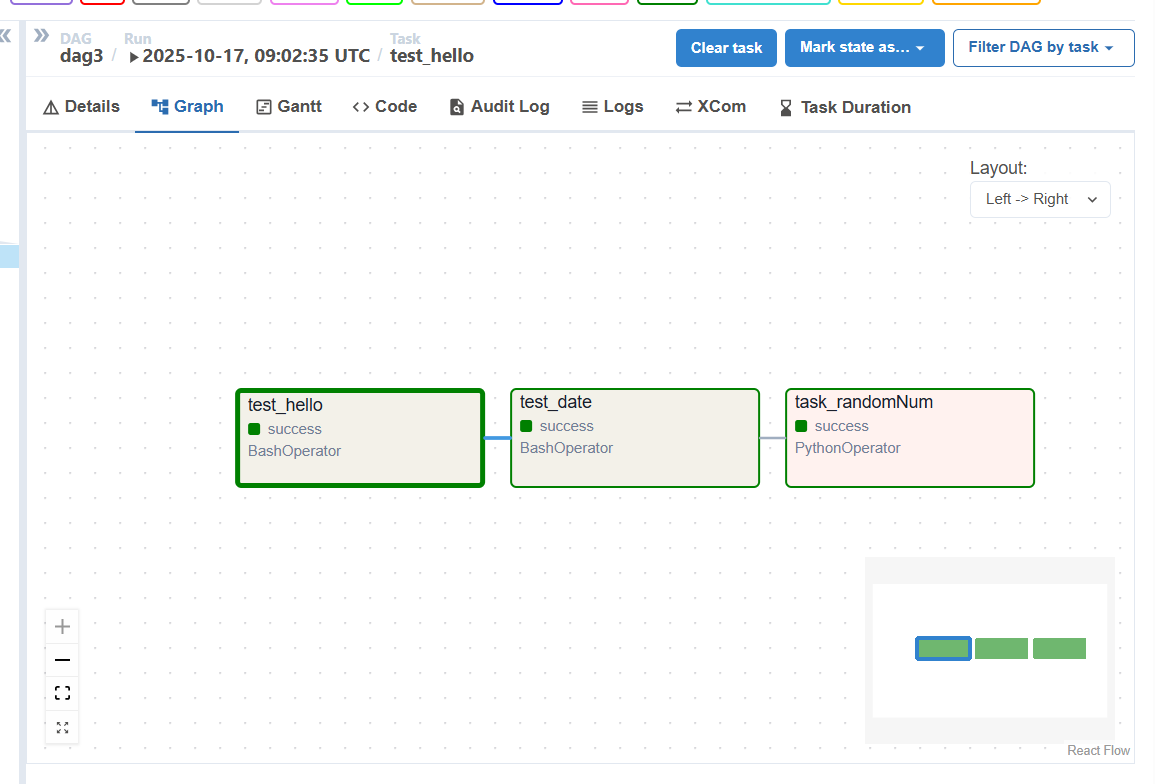 DAG
dag3
/
Run
2025-10-17, 09:02:35 UTC
/
Task
test_hello
Clear task
Mark state as...
Filter DAG by task
Details
Graph
Gantt
Code
Audit Log
Logs
XCom
Task Duration
Layout:
Left -> Right
test_hello
success
BashOperator
test_date
success
BashOperator
task_randomNum
success
PythonOperator
React Flow